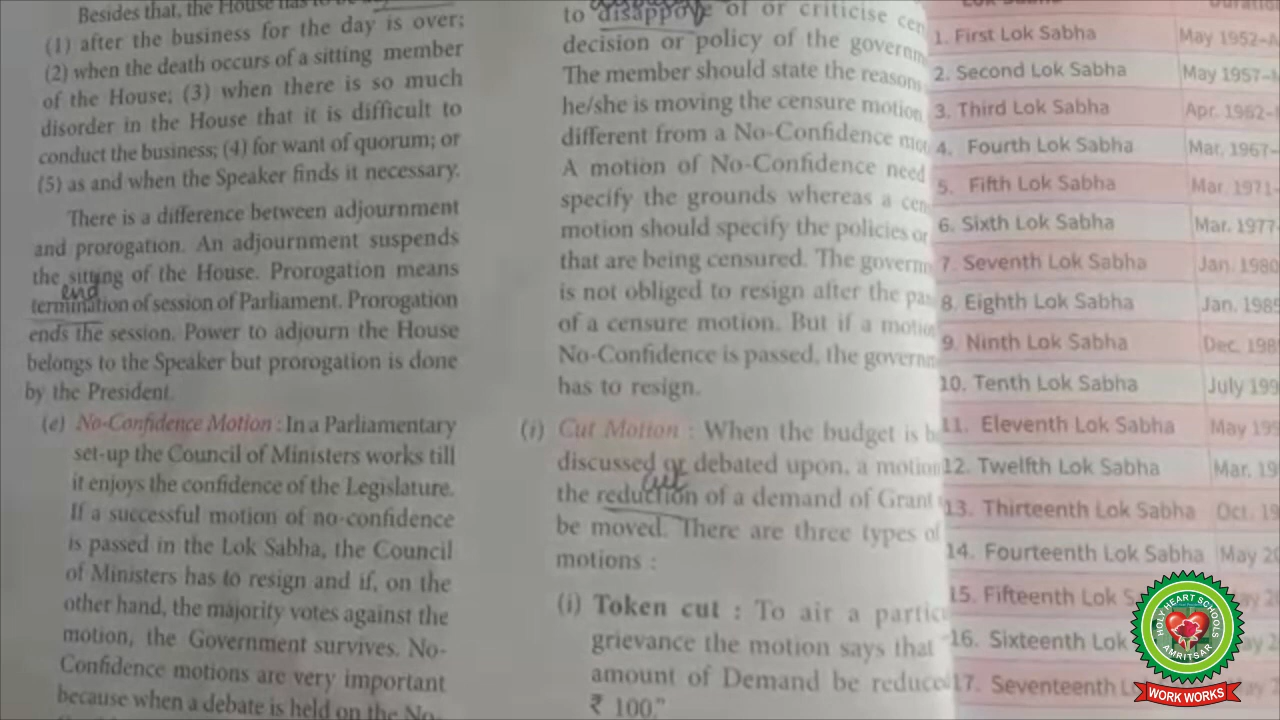 Besides that, the House has to be
(1) after the business for the day is over;
(2) when the death occurs of a sitting member
of the House; (3) when there is so much
disorder in the House that it is difficult to
conduct the business; (4) for want of quorum; or
(5) as and when the Speaker finds it necessary.
There is a difference between adjournment
and prorogation. An adjournment suspends
the sitting of the House. Prorogation means
end
termination of session of Parliament. Prorogation
ends the session. Power to adjourn the House
belongs to the Speaker but prorogation is done
by the President.
(e) No-Confidence Motion : In a Parliamentary
set-up the Council of Ministers works till
it enjoys the confidence of the Legislature.
If a successful motion of no-confidence
is passed in the Lok Sabha, the Council
of Ministers has to resign and if, on the
other hand, the majority votes against the
motion, the Government survives. No-
Confidence motions are very important
because when a debate is held on the No-
to disapprove of or criticise
decision or policy of the
The member should state the reasons
he/she is moving the censure motion
different from a No-Confidence
A motion of No-Confidence need
specify the grounds whereas a
motion should specify the policies or
that are being censured. The
is not obliged to resign after the
of a censure motion. But if a
No-Confidence is passed, the
has to resign.
(i) Cut Motion : When the budget is
discussed or debated upon, a motion
cut
the reduction of a demand of Grant
be moved. There are three types of
motions :
(i) Token cut : To air a
grievance the motion says that
amount of Demand be
₹ 100."
Lok Sabha
1. First Lok Sabha May 1952-
2. Second Lok Sabha May 1957-
3. Third Lok Sabha Apr. 1962-
4. Fourth Lok Sabha Mar. 1967-
5. Fifth Lok Sabha Mar. 1971-
6. Sixth Lok Sabha Mar. 1977-
7. Seventh Lok Sabha Jan. 1980
8. Eighth Lok Sabha Jan.
9. Ninth Lok Sabha Dec.
10. Tenth Lok Sabha July
11. Eleventh Lok Sabha May
12. Twelfth Lok Sabha Mar.
13. Thirteenth Lok Sabha Oct.
14. Fourteenth Lok Sabha May
15. Fifteenth Lok
16. Sixteenth Lok
17. Seventeenth
HOLY HEART SCHOOLS
AMRITSAR
WORK WORKS